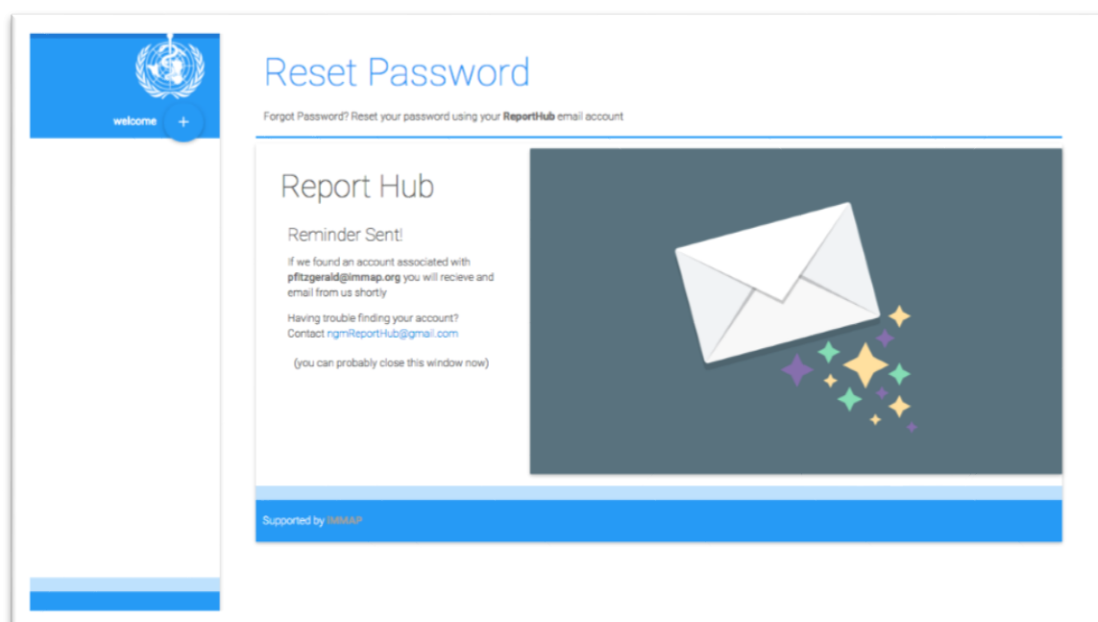 welcome +
Reset Password
Forgot Password? Reset your password using your ReportHub email account
Report Hub
Reminder Sent!
If we found an account associated with
pfitzgerald@immap.org you will recieve and
email from us shortly
Having trouble finding your account?
Contact ngmReportHub@gmail.com
(you can probably close this window now)
Supported by IMMAP